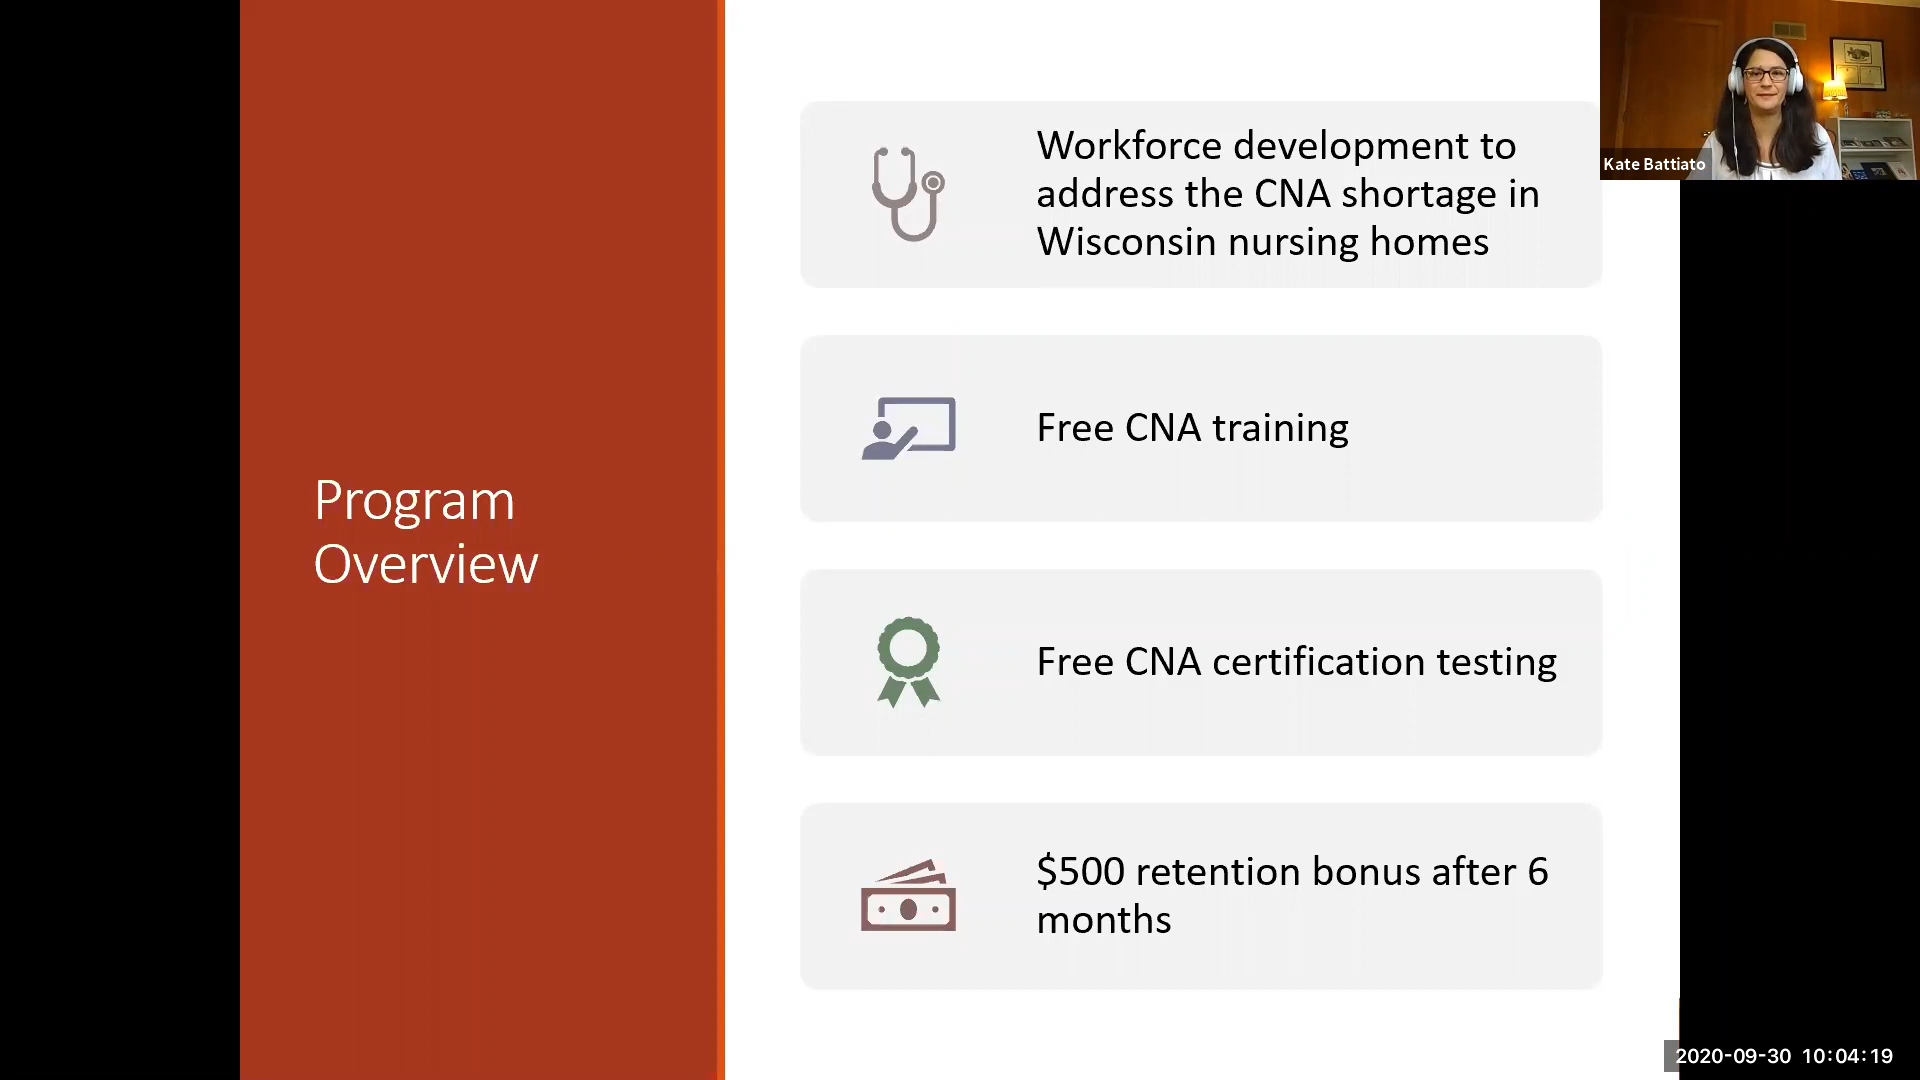 Program
Overview
Workforce development to
address the CNA shortage in
Wisconsin nursing homes
Free CNA training
Free CNA certification testing
$500 retention bonus after 6
months
Kate Battiato
2020-09-30 10:04:19